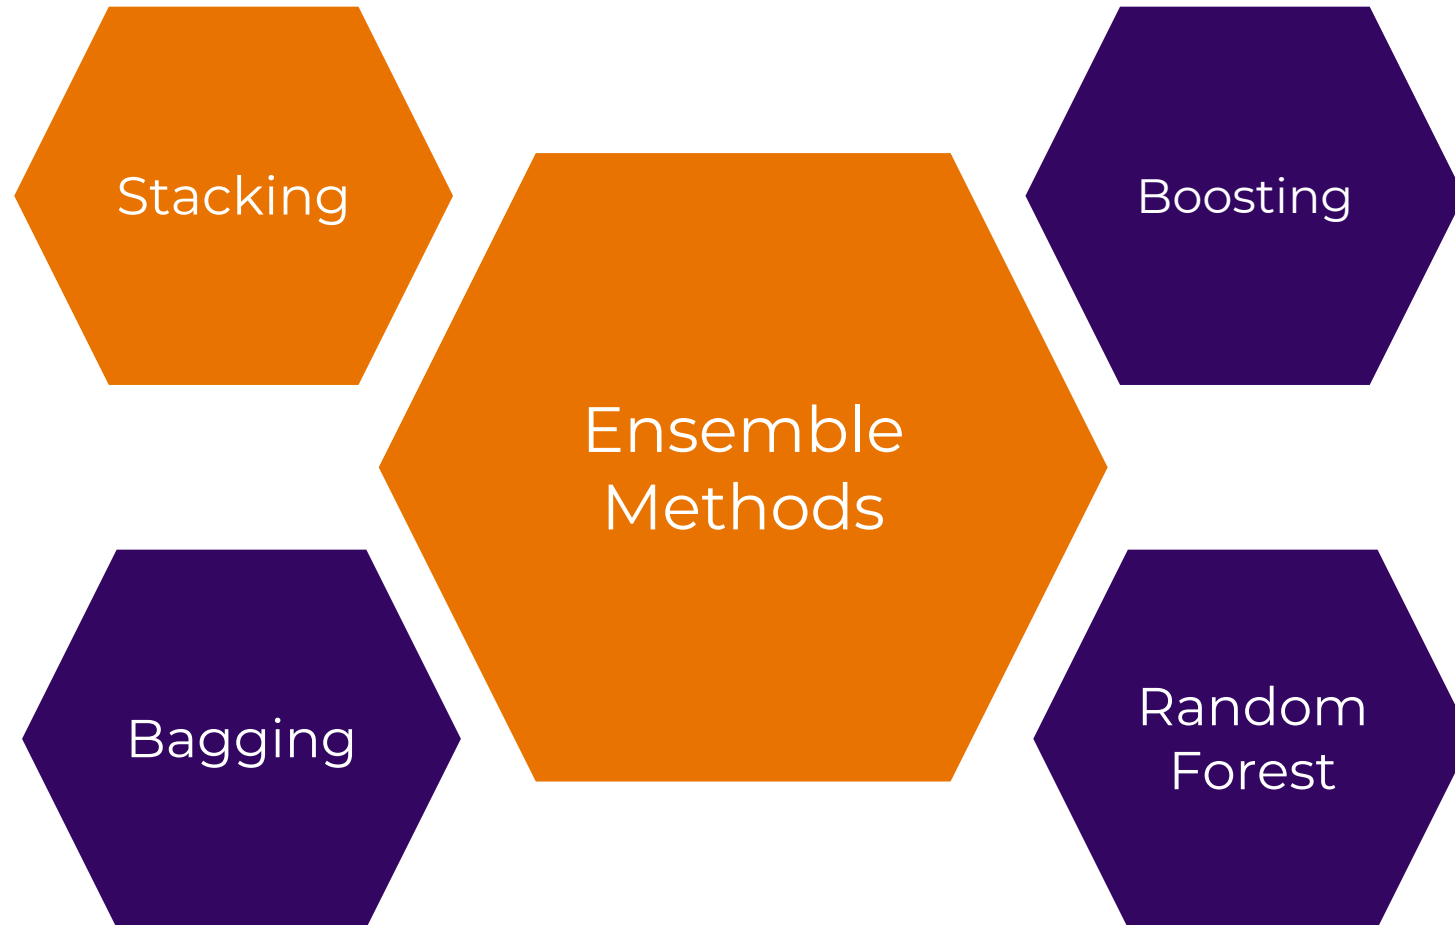 Stacking
Boosting
Ensemble
Methods
Bagging
Random
Forest